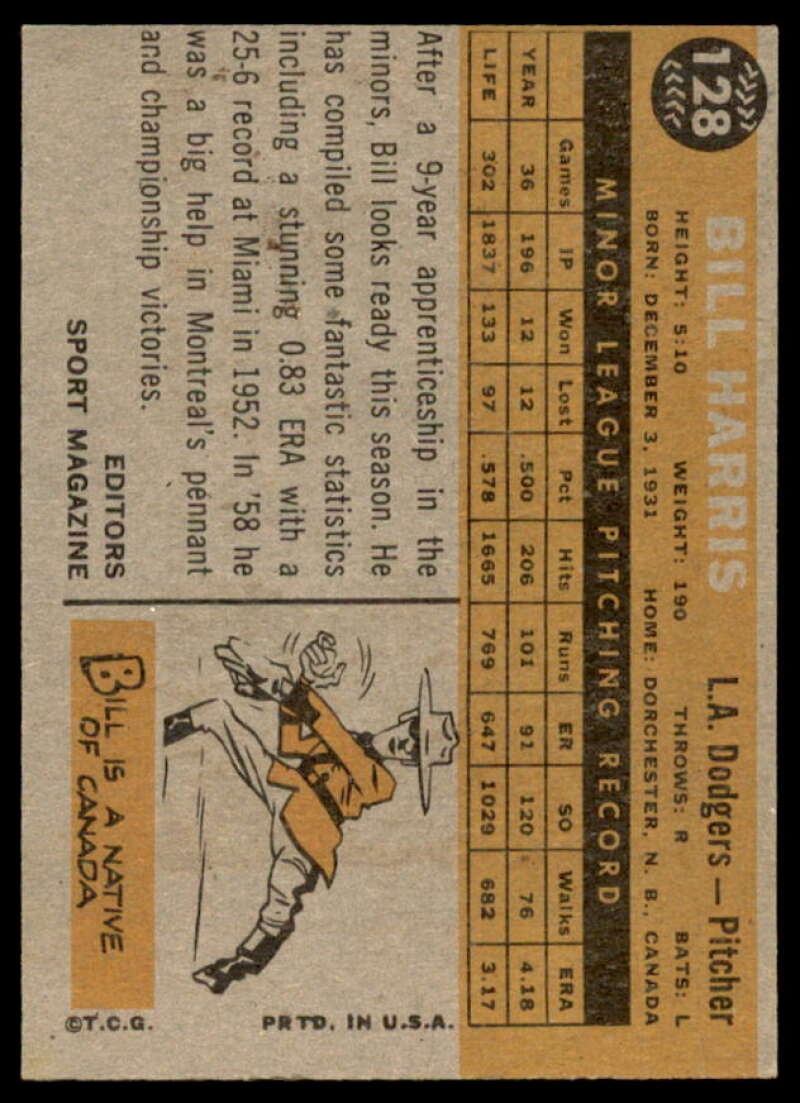 128
BILL HARRIS L.A. Dodgers — Pitcher
HEIGHT: 5:10 WEIGHT: 190 THROWS: R BATS: L
BORN: DECEMBER 3, 1931 HOME: DORCHESTER, N. B., CANADA
MINOR LEAGUE PITCHING RECORD
Games IP Won Lost Pct Hits Runs ER SO Walks ERA
YEAR 36 196 12 12 .500 206 101 91 120 76 4.18
LIFE 302 1837 133 97 .578 1665 769 647 1029 682 3.17
After a 9-year apprenticeship in the
minors, Bill looks ready this season. He
has compiled some fantastic statistics
including a stunning 0.83 ERA with a
25-6 record at Miami in 1952. In '58 he
was a big help in Montreal's pennant
and championship victories.
EDITORS
SPORT MAGAZINE
BILL IS A NATIVE
OF CANADA
©T.C.G. PRTD. IN U.S.A.